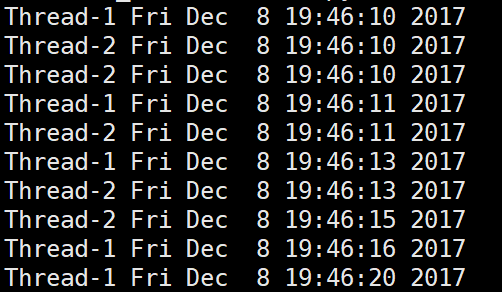 Thread-1 Fri Dec  8 19:46:10 2017
Thread-2 Fri Dec  8 19:46:10 2017
Thread-2 Fri Dec  8 19:46:10 2017
Thread-1 Fri Dec  8 19:46:11 2017
Thread-2 Fri Dec  8 19:46:11 2017
Thread-1 Fri Dec  8 19:46:13 2017
Thread-2 Fri Dec  8 19:46:13 2017
Thread-2 Fri Dec  8 19:46:15 2017
Thread-1 Fri Dec  8 19:46:16 2017
Thread-1 Fri Dec  8 19:46:20 2017